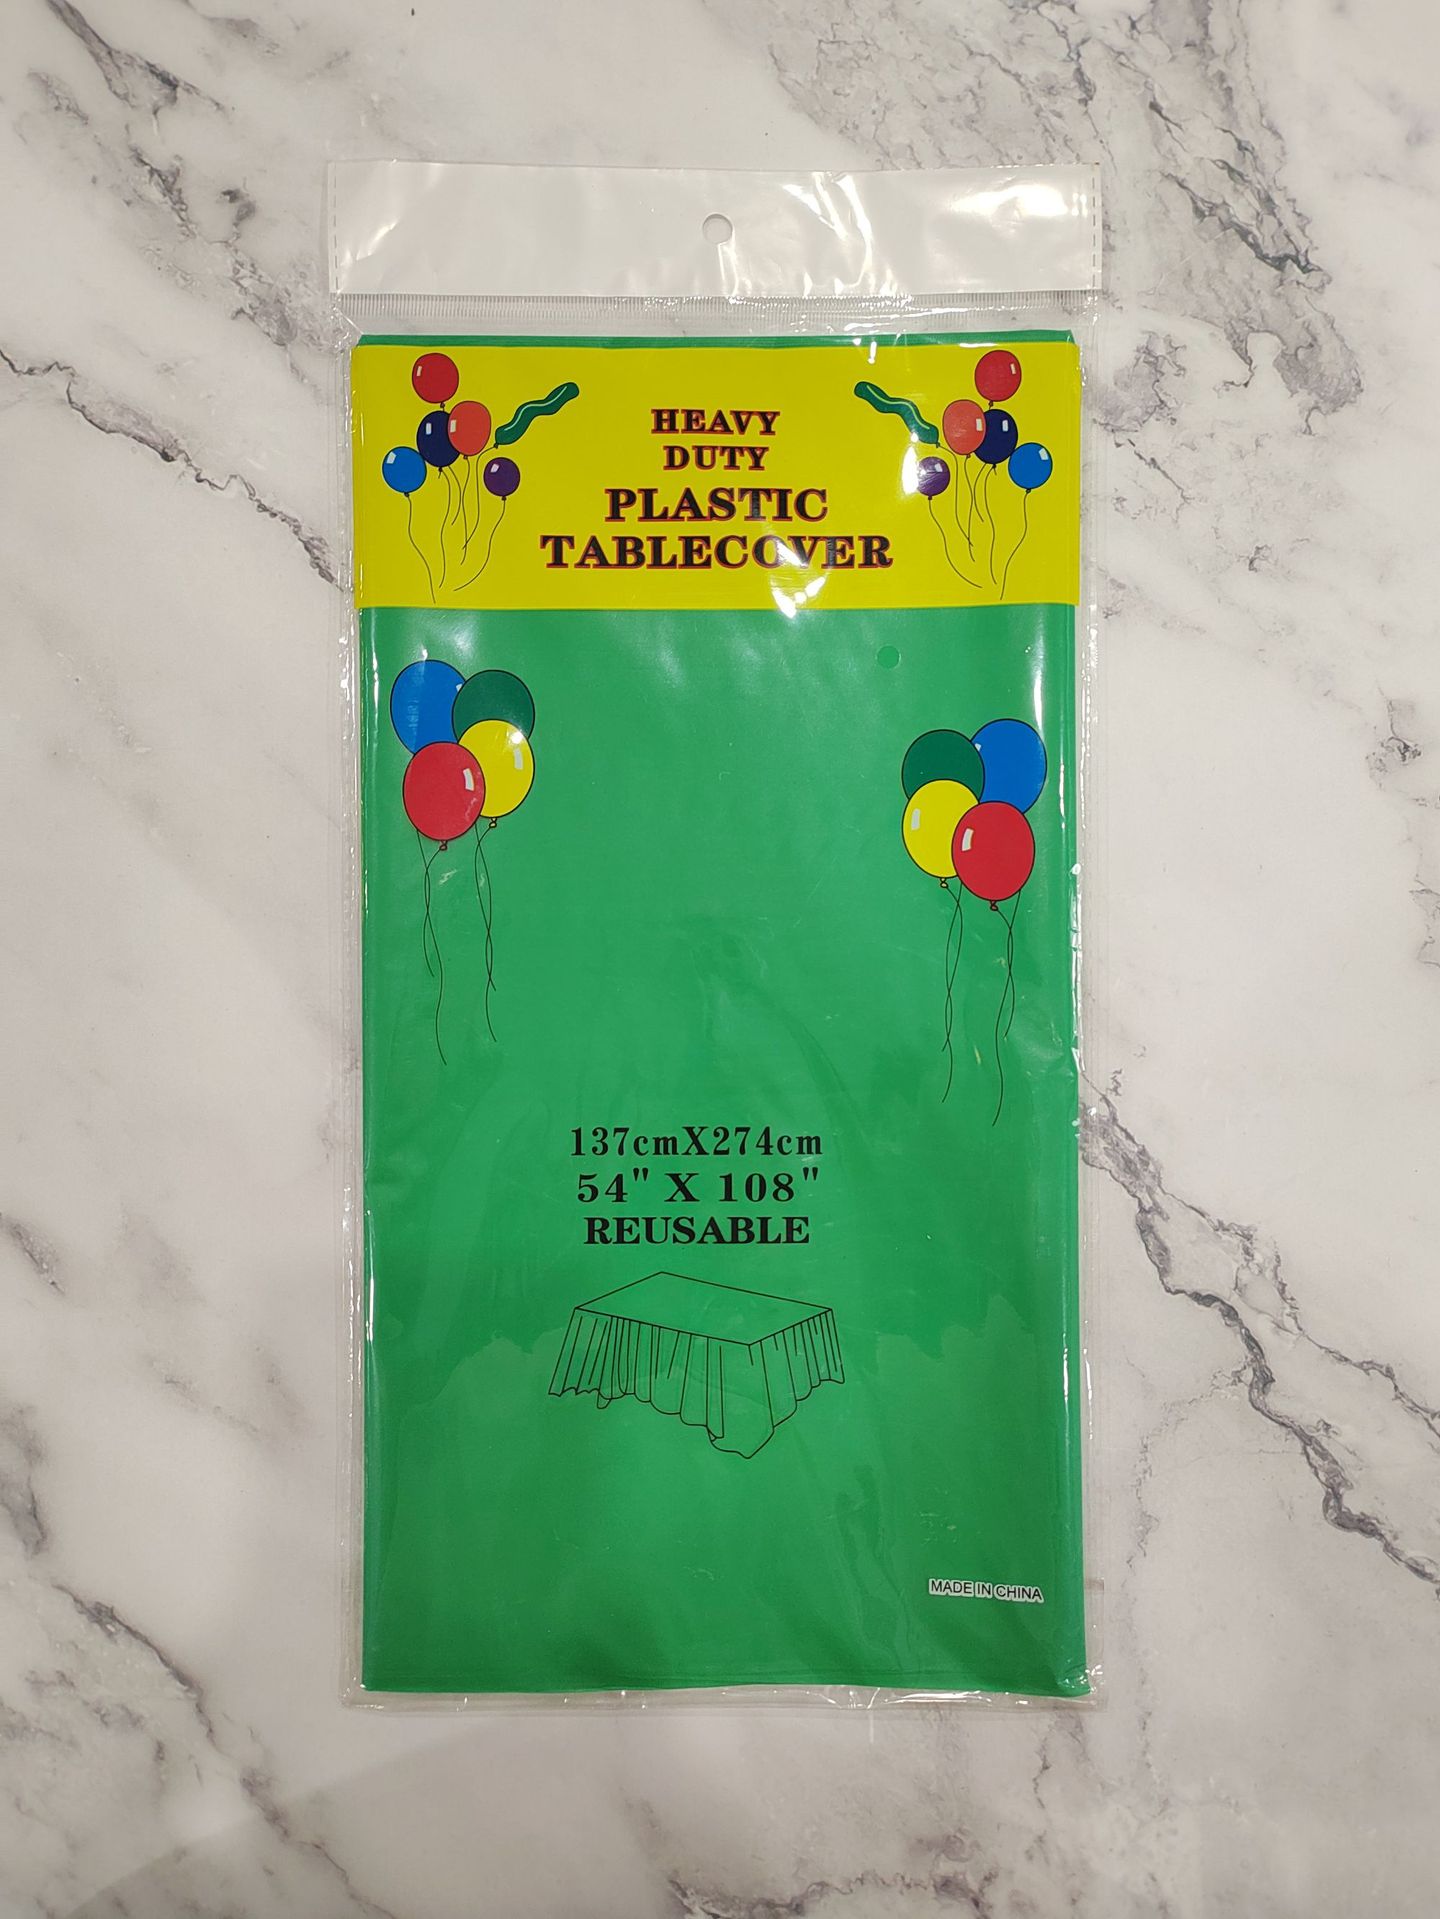 HEAVY
DUTY
PLASTIC
TABLECOVER
137cmX274cm
54" X 108"
REUSABLE
MADE IN CHINA